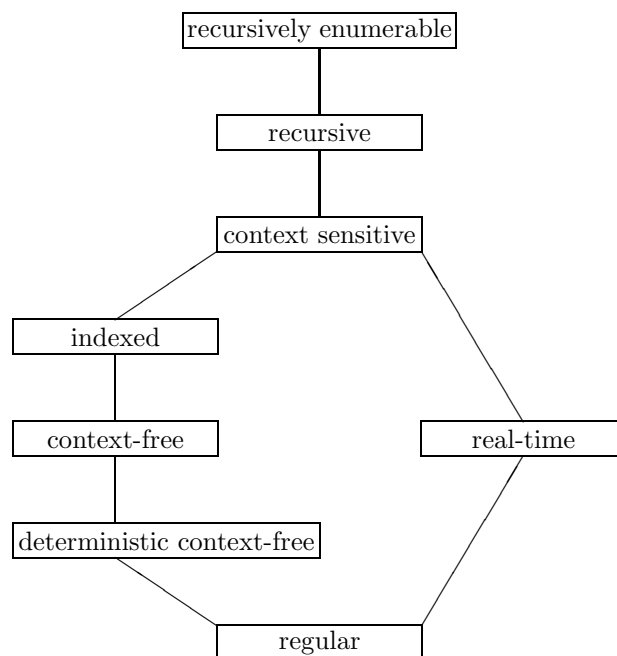 recursively enumerable
recursive
context sensitive
indexed
context-free
real-time
deterministic context-free
regular